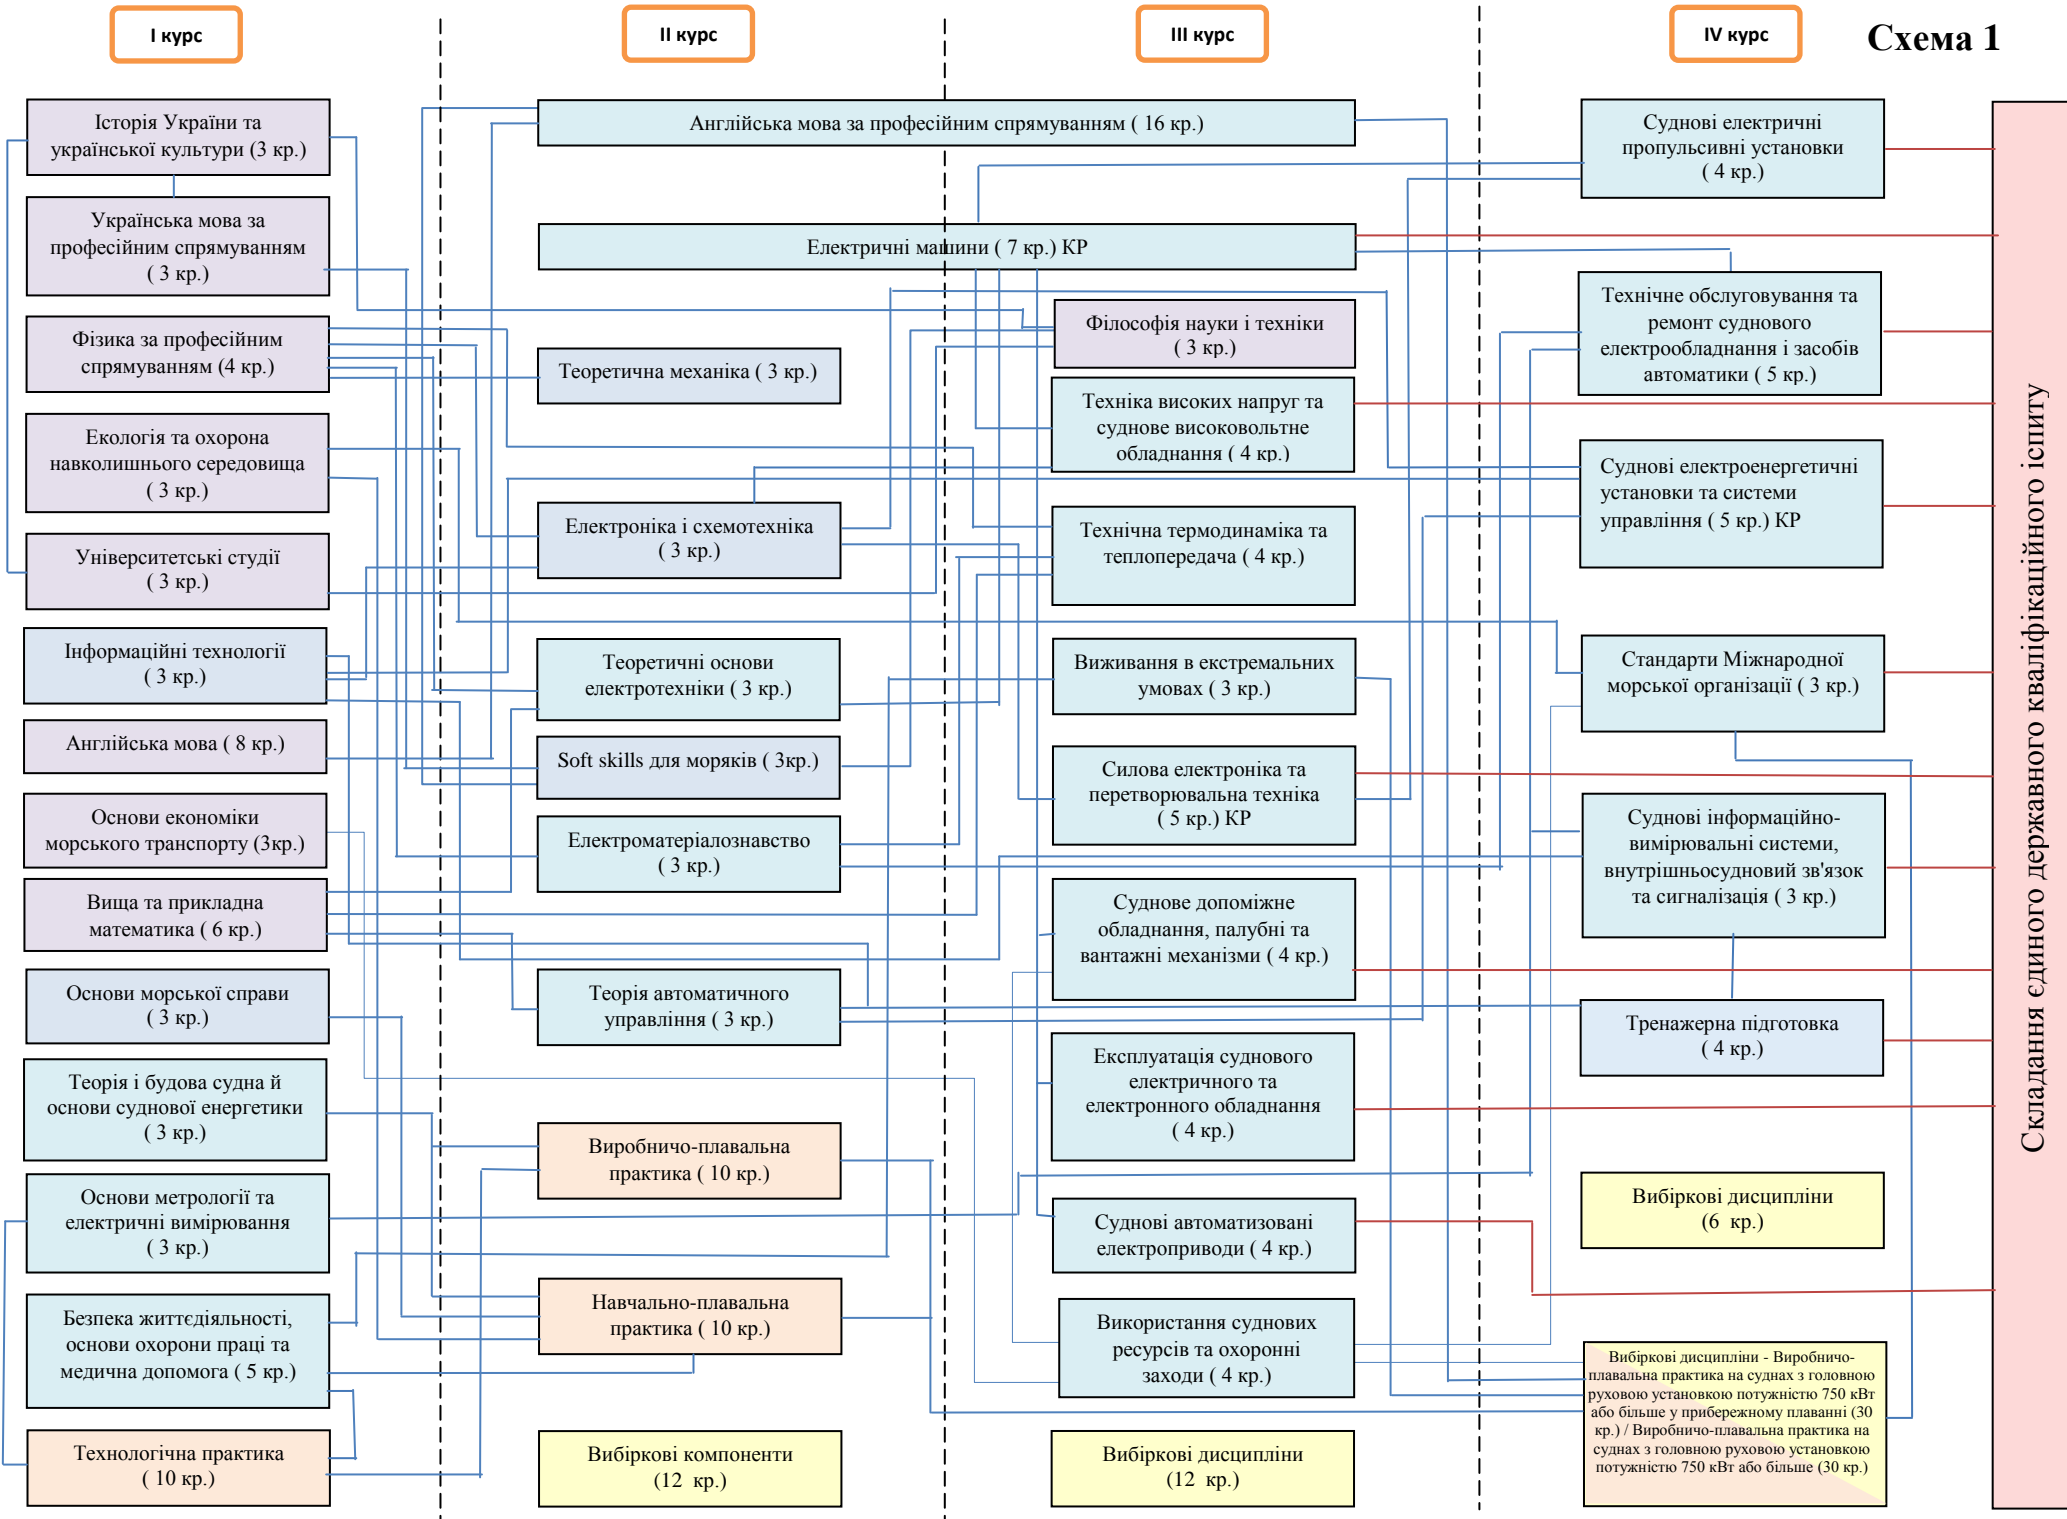 І курс
ІІ курс
ІІІ курс
IV курс
Схема 1
Історія України та
української культури (3 кр.)
Українська мова за
професійним спрямуванням
( 3 кр.)
Фізика за професійним
спрямуванням (4 кр.)
Екологія та охорона
навколишнього середовища
( 3 кр.)
Університетські студії
( 3 кр.)
Інформаційні технології
( 3 кр.)
Англійська мова ( 8 кр.)
Основи економіки
морського транспорту (3кр.)
Вища та прикладна
математика ( 6 кр.)
Основи морської справи
( 3 кр.)
Теорія і будова судна й
основи суднової енергетики
( 3 кр.)
Основи метрології та
електричні вимірювання
( 3 кр.)
Безпека життєдіяльності,
основи охорони праці та
медична допомога ( 5 кр.)
Технологічна практика
( 10 кр.)
Англійська мова за професійним спрямуванням ( 16 кр.)
Електричні машини ( 7 кр.) КР
Теоретична механіка ( 3 кр.)
Електроніка і схемотехніка
( 3 кр.)
Теоретичні основи
електротехніки ( 3 кр.)
Soft skills для моряків ( 3кр.)
Електроматеріалознавство
( 3 кр.)
Теорія автоматичного
управління ( 3 кр.)
Виробничо-плавальна
практика ( 10 кр.)
Навчально-плавальна
практика ( 10 кр.)
Вибіркові компоненти
(12 кр.)
Філософія науки і техніки
( 3 кр.)
Техніка високих напруг та
суднове високовольтне
обладнання ( 4 кр.)
Технічна термодинаміка та
теплопередача ( 4 кр.)
Виживання в екстремальних
умовах ( 3 кр.)
Силова електроніка та
перетворювальна техніка
( 5 кр.) КР
Суднове допоміжне
обладнання, палубні та
вантажні механізми ( 4 кр.)
Експлуатація суднового
електричного та
електронного обладнання
( 4 кр.)
Суднові автоматизовані
електроприводи ( 4 кр.)
Використання суднових
ресурсів та охоронні
заходи ( 4 кр.)
Вибіркові дисципліни
(12 кр.)
Суднові електричні
пропульсивні установки
( 4 кр.)
Технічне обслуговування та
ремонт суднового
електрообладнання і засобів
автоматики ( 5 кр.)
Суднові електроенергетичні
установки та системи
управління ( 5 кр.) КР
Стандарти Міжнародної
морської організації ( 3 кр.)
Суднові інформаційно-
вимірювальні системи,
внутрішньосудновий зв'язок
та сигналізація ( 3 кр.)
Тренажерна підготовка
( 4 кр.)
Вибіркові дисципліни
(6 кр.)
Вибіркові дисципліни - Виробничо-
плавальна практика на суднах з головною
руховою установкою потужністю 750 кВт
або більше у прибережному плаванні (30
кр.) / Виробничо-плавальна практика на
суднах з головною руховою установкою
потужністю 750 кВт або більше (30 кр.)
Складання єдиного державного кваліфікаційного іспиту